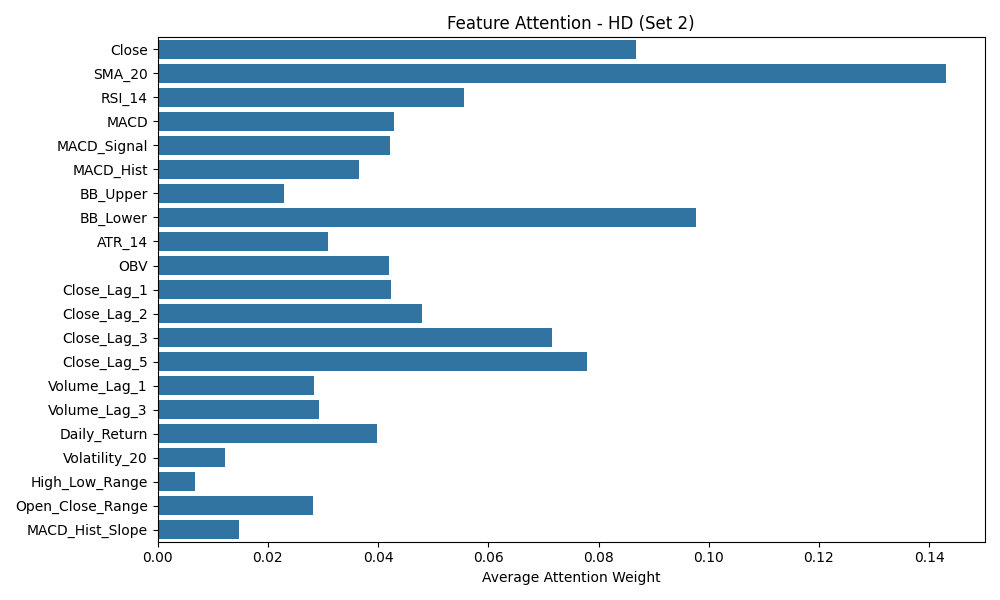 Feature Attention - HD (Set 2)
Close
SMA_20
RSI_14
MACD
MACD_Signal
MACD_Hist
BB_Upper
BB_Lower
ATR_14
OBV
Close_Lag_1
Close_Lag_2
Close_Lag_3
Close_Lag_5
Volume_Lag_1
Volume_Lag_3
Daily_Return
Volatility_20
High_Low_Range
Open_Close_Range
MACD_Hist_Slope
0.00 0.02 0.04 0.06 0.08 0.10 0.12 0.14
Average Attention Weight